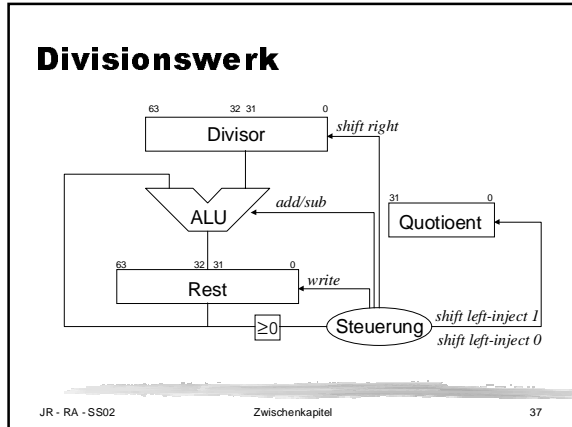 Divisionswerk
63 32 31 0
Divisor
shift right
ALU
add/sub
31 0
Quotioent
63 32 31 0
Rest
write
≥0
Steuerung
shift left-inject 1
shift left-inject 0
JR - RA - SS02 Zwischenkapitel 37